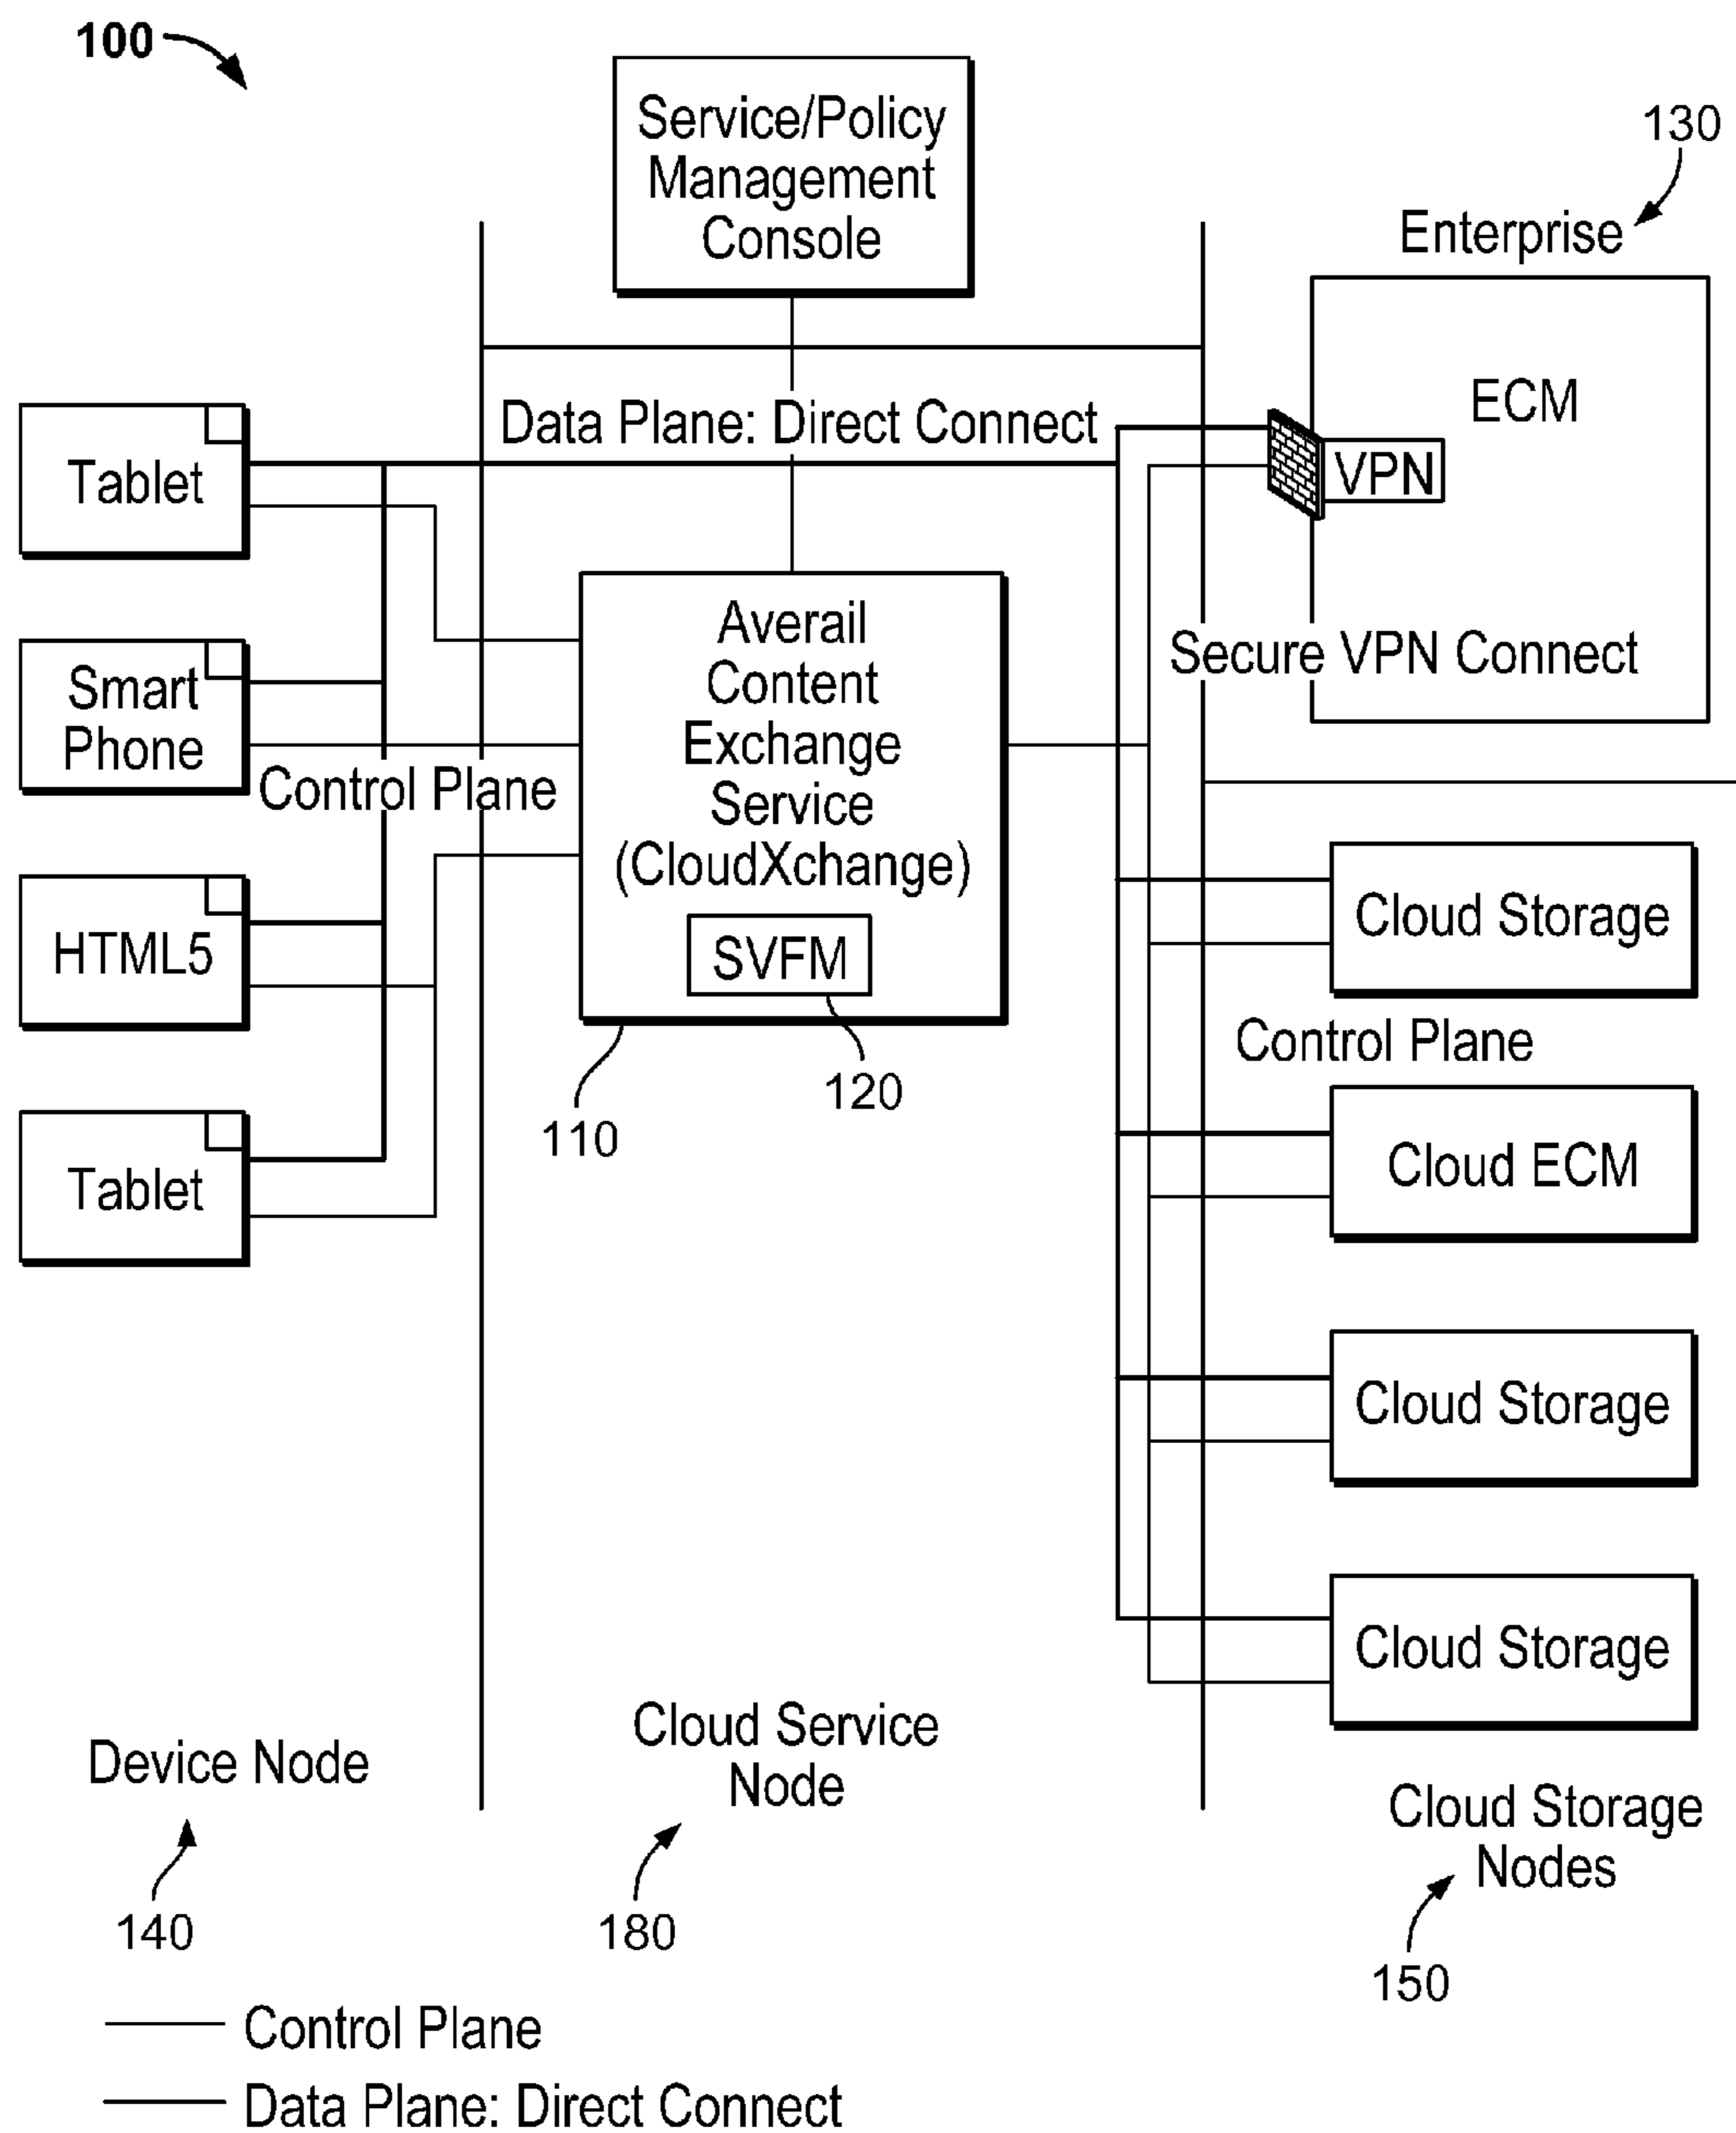 100
Service/Policy
Management
Console
130
Enterprise
ECM
VPN
Secure VPN Connect
Data Plane: Direct Connect
Tablet
Smart
Phone
Control Plane
HTML5
Tablet
Averail
Content
Exchange
Service
(CloudXchange)
SVFM
120
110
Cloud Storage
Control Plane
Cloud ECM
Cloud Storage
Cloud Storage
Device Node
140
Cloud Service
Node
180
Cloud Storage
Nodes
150
Control Plane
Data Plane: Direct Connect